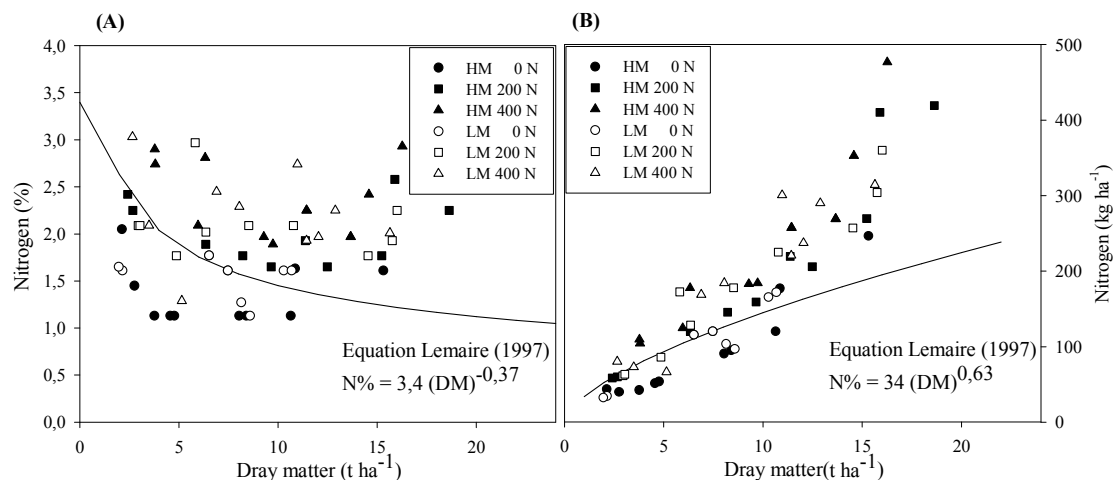 (A)
4,0
3,5
3,0
2,5
2,0
1,5
1,0
0,5
0,0
Nitrogen (%)
HM 0 N
HM 200 N
HM 400 N
LM 0 N
LM 200 N
LM 400 N
Equation Lemaire (1997)
N% = 3,4 (DM)-0,37
0 5 10 15 20
Dray matter (t ha-1)
(B)
500
400
300
200
100
0
Nitrogen (kg ha-1)
HM 0 N
HM 200 N
HM 400 N
LM 0 N
LM 200 N
LM 400 N
Equation Lemaire (1997)
N% = 34 (DM)0,63
0 5 10 15 20
Dray matter(t ha-1)